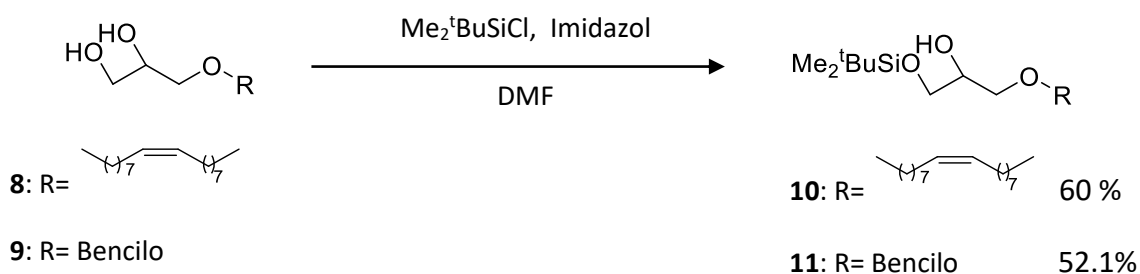 Me₂ᵗBuSiCl, Imidazol
DMF
HO HO O R
Me₂ᵗBuSiO HO O R
8: R= ( )₇ ( )₇
10: R= ( )₇ ( )₇ 60 %
9: R= Bencilo
11: R= Bencilo 52.1%